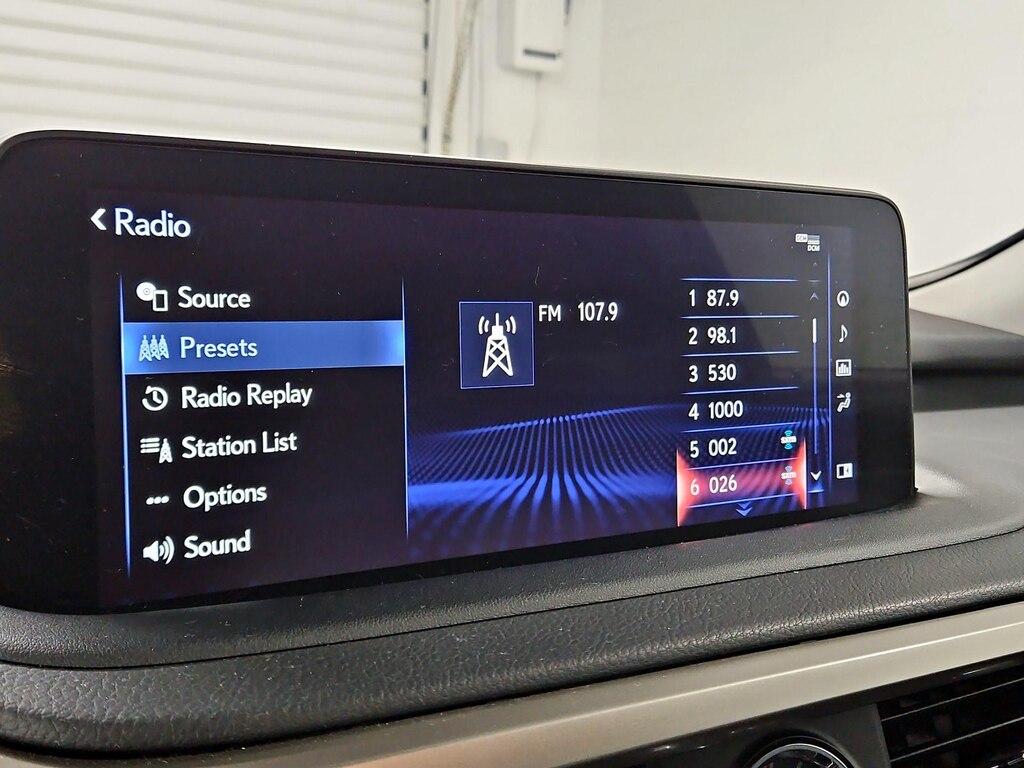 Radio
DCM
Source
Presets
Radio Replay
Station List
Options
Sound
FM 107.9
1 87.9
2 98.1
3 530
4 1000
5 002
6 026